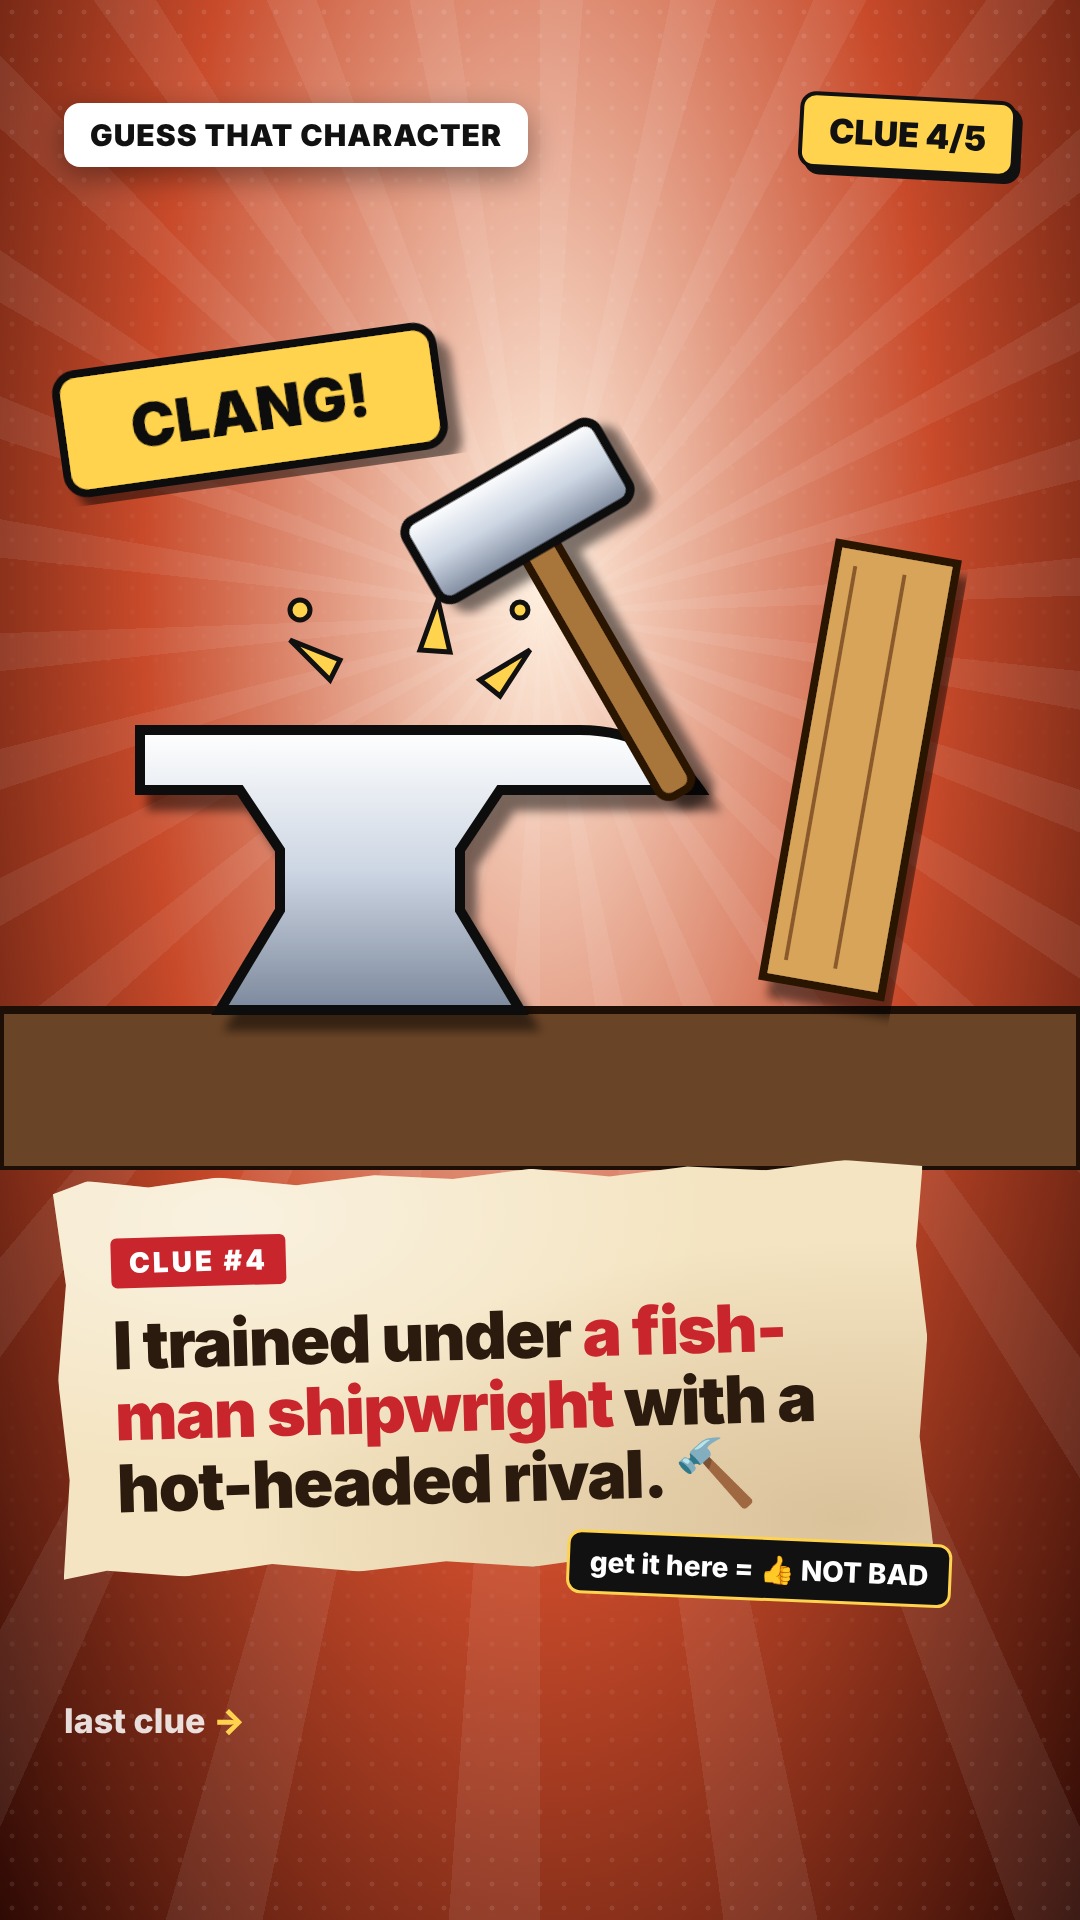 GUESS THAT CHARACTER
CLUE 4/5
CLANG!
CLUE #4
I trained under a fish-
man shipwright with a
hot-headed rival. 🔨
get it here = 👍 NOT BAD
last clue →